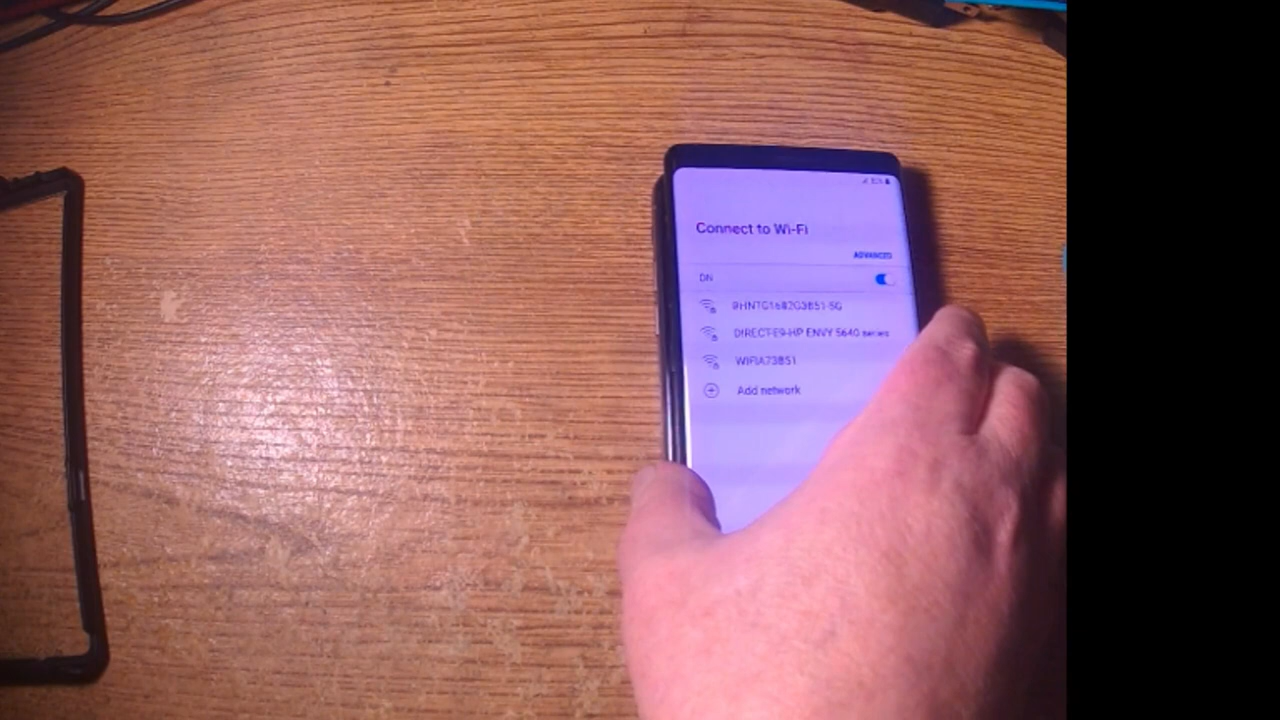 Connect to Wi-Fi
ADVANCED
ON
RHNTG1682G3851-5G
DIRECT-E9-HP ENVY 5640 series
WIFIA73851
Add network